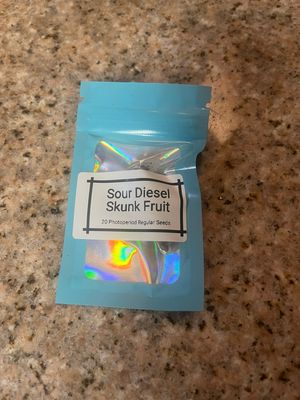 Sour Diesel
Skunk Fruit
20 Photoperiod Regular Seeds